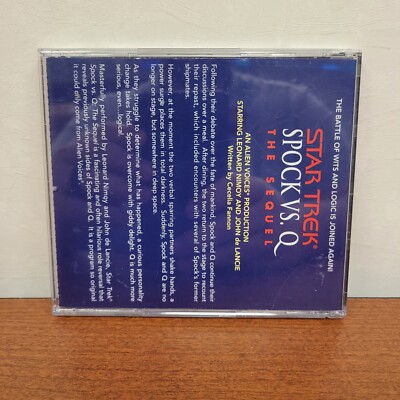 THE BATTLE OF WITS AND LOGIC IS JOINED AGAIN!
STAR TREK®
SPOCK VS. Q
THE SEQUEL
AN ALIEN VOICES® PRODUCTION
STARRING LEONARD NIMOY AND JOHN de LANCIE
Written by Cecelia Fannon
Following their debate over the fate of mankind, Spock and Q continue their
discussions over a meal. After dining, the two return to the stage to recount
their repast, which included encounters with several of Spock's former
shipmates.
However, at the moment the two verbal sparring partners shake hands, a
power surge places them in total darkness. Suddenly, Spock and Q are no
longer on stage, but somewhere in deep space.
As they struggle to determine what has happened, a curious personality
change takes hold. Spock is overcome with giddy delight. Q is much more
serious, even...logical.
Masterfully performed by Leonard Nimoy and John de Lancie, Star Trek®
Spock vs. Q: The Sequel is a fascinating and often hilarious role reversal that
reveals previously unknown sides of Spock and Q. It is a program so original
it could only come from Alien Voices®.